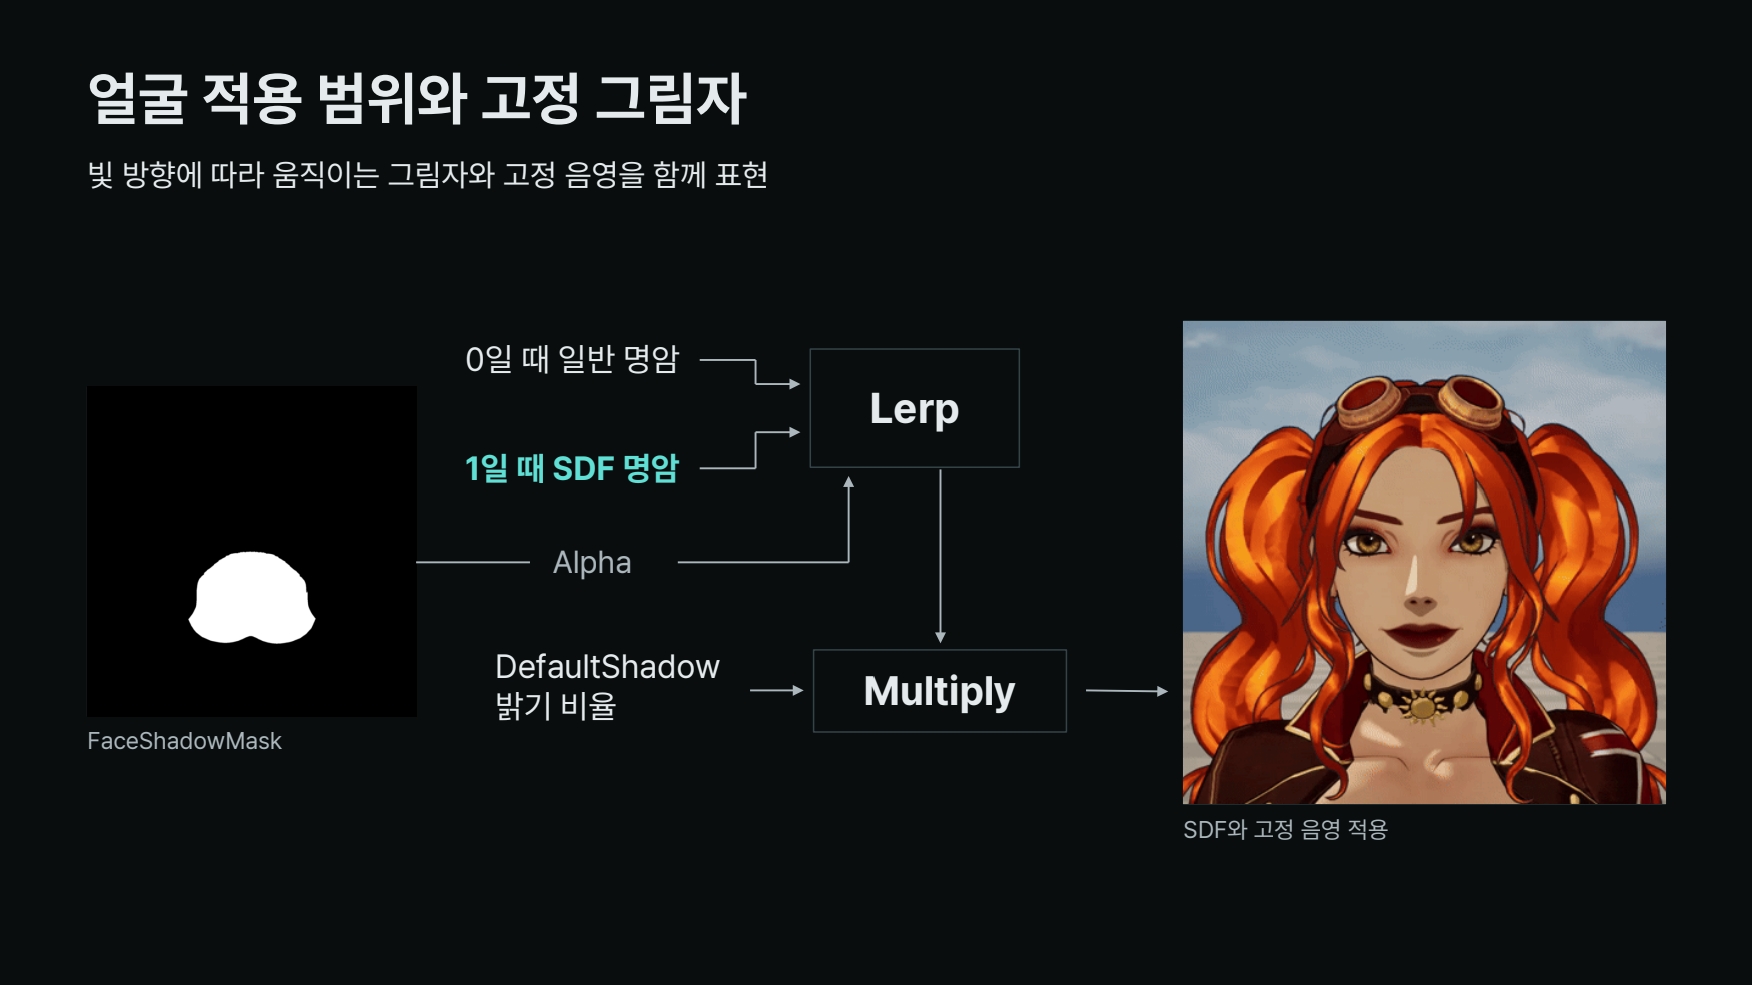 얼굴 적용 범위와 고정 그림자
빛 방향에 따라 움직이는 그림자와 고정 음영을 함께 표현
0일 때 일반 명암
Lerp
1일 때 SDF 명암
Alpha
DefaultShadow
밝기 비율
Multiply
FaceShadowMask
SDF와 고정 음영 적용